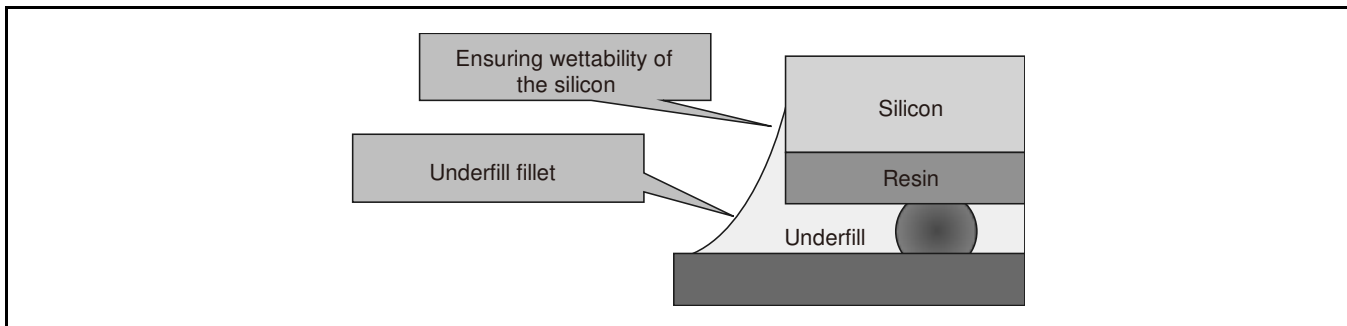 Ensuring wettability of
the silicon
Silicon
Underfill fillet
Resin
Underfill